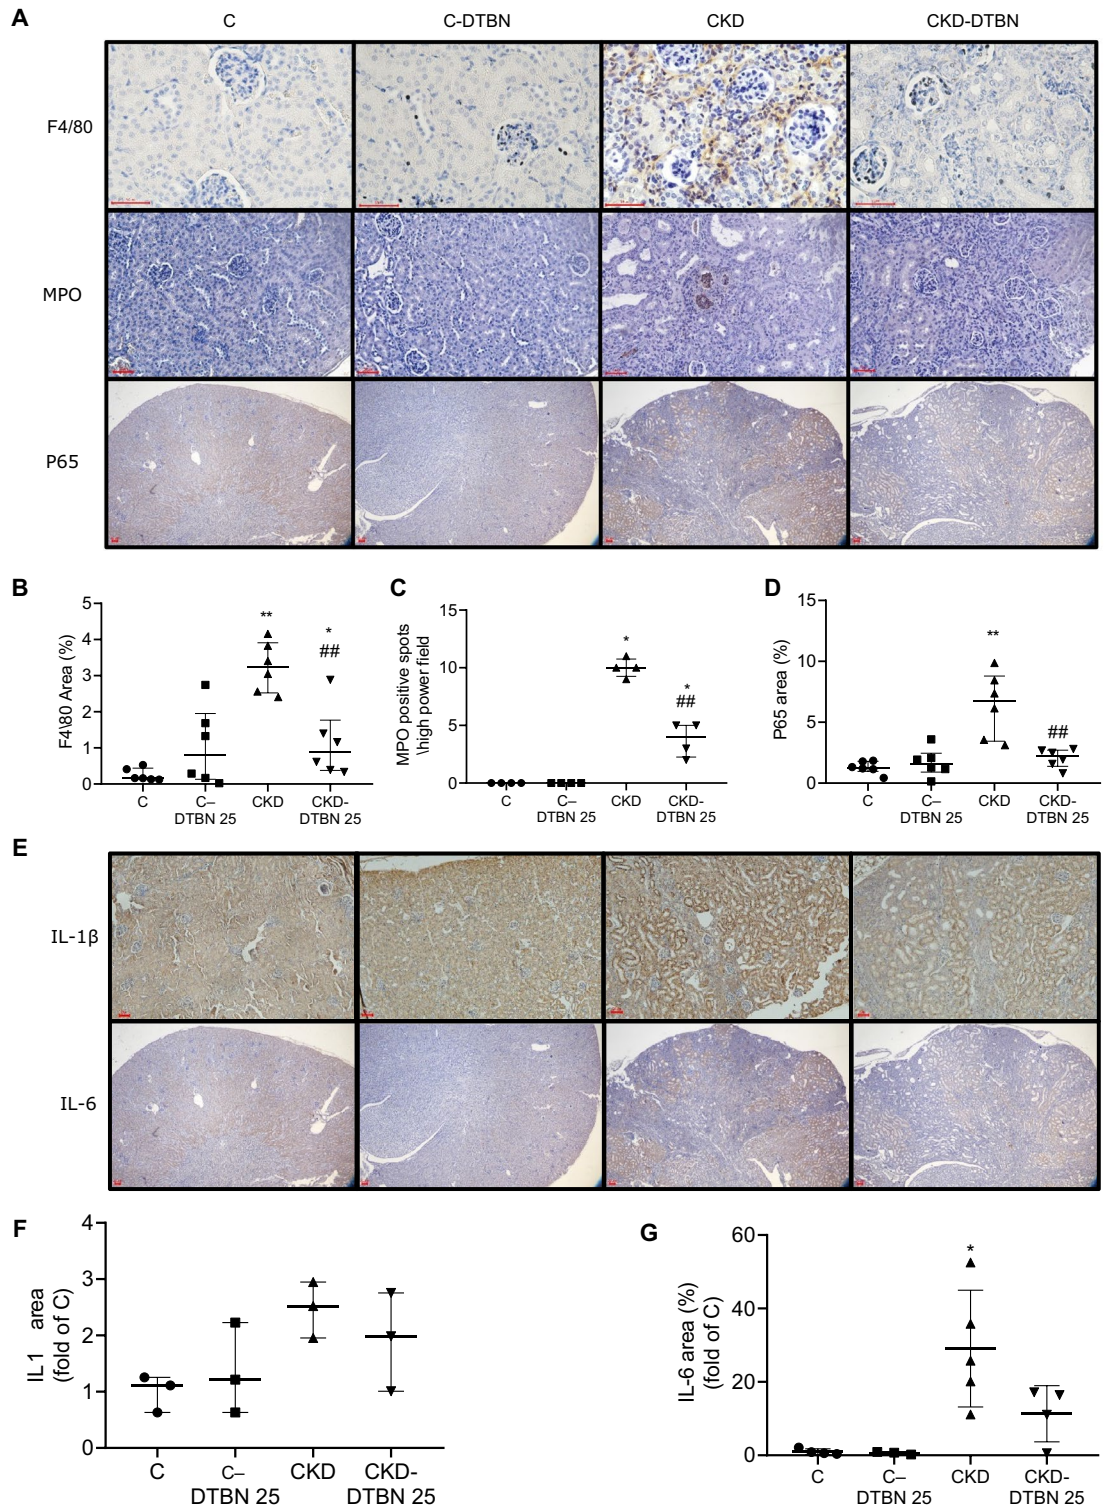 A
C C-DTBN CKD CKD-DTBN
F4/80
MPO
P65
B
5
4
3
2
1
0
F4\80 Area (%)
**
*
##
C C– CKD CKD-
DTBN 25 DTBN 25
C
15
10
5
0
MPO positive spots
\high power field
*
*
##
C C– CKD CKD-
DTBN 25 DTBN 25
D
15
10
5
0
P65 area (%)
**
##
C C– CKD CKD-
DTBN 25 DTBN 25
E
IL-1β
IL-6
F
4
3
2
1
0
IL1 area
(fold of C)
C C– CKD CKD-
DTBN 25 DTBN 25
G
60
40
20
0
IL-6 area (%)
(fold of C)
*
C C– CKD CKD-
DTBN 25 DTBN 25